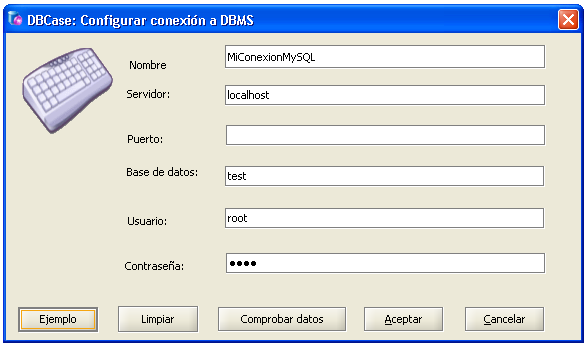 DBCase: Configurar conexión a DBMS
Nombre
MiConexionMySQL
Servidor:
localhost
Puerto:
Base de datos:
test
Usuario:
root
Contraseña:
●●●●
Ejemplo
Limpiar
Comprobar datos
Aceptar
Cancelar